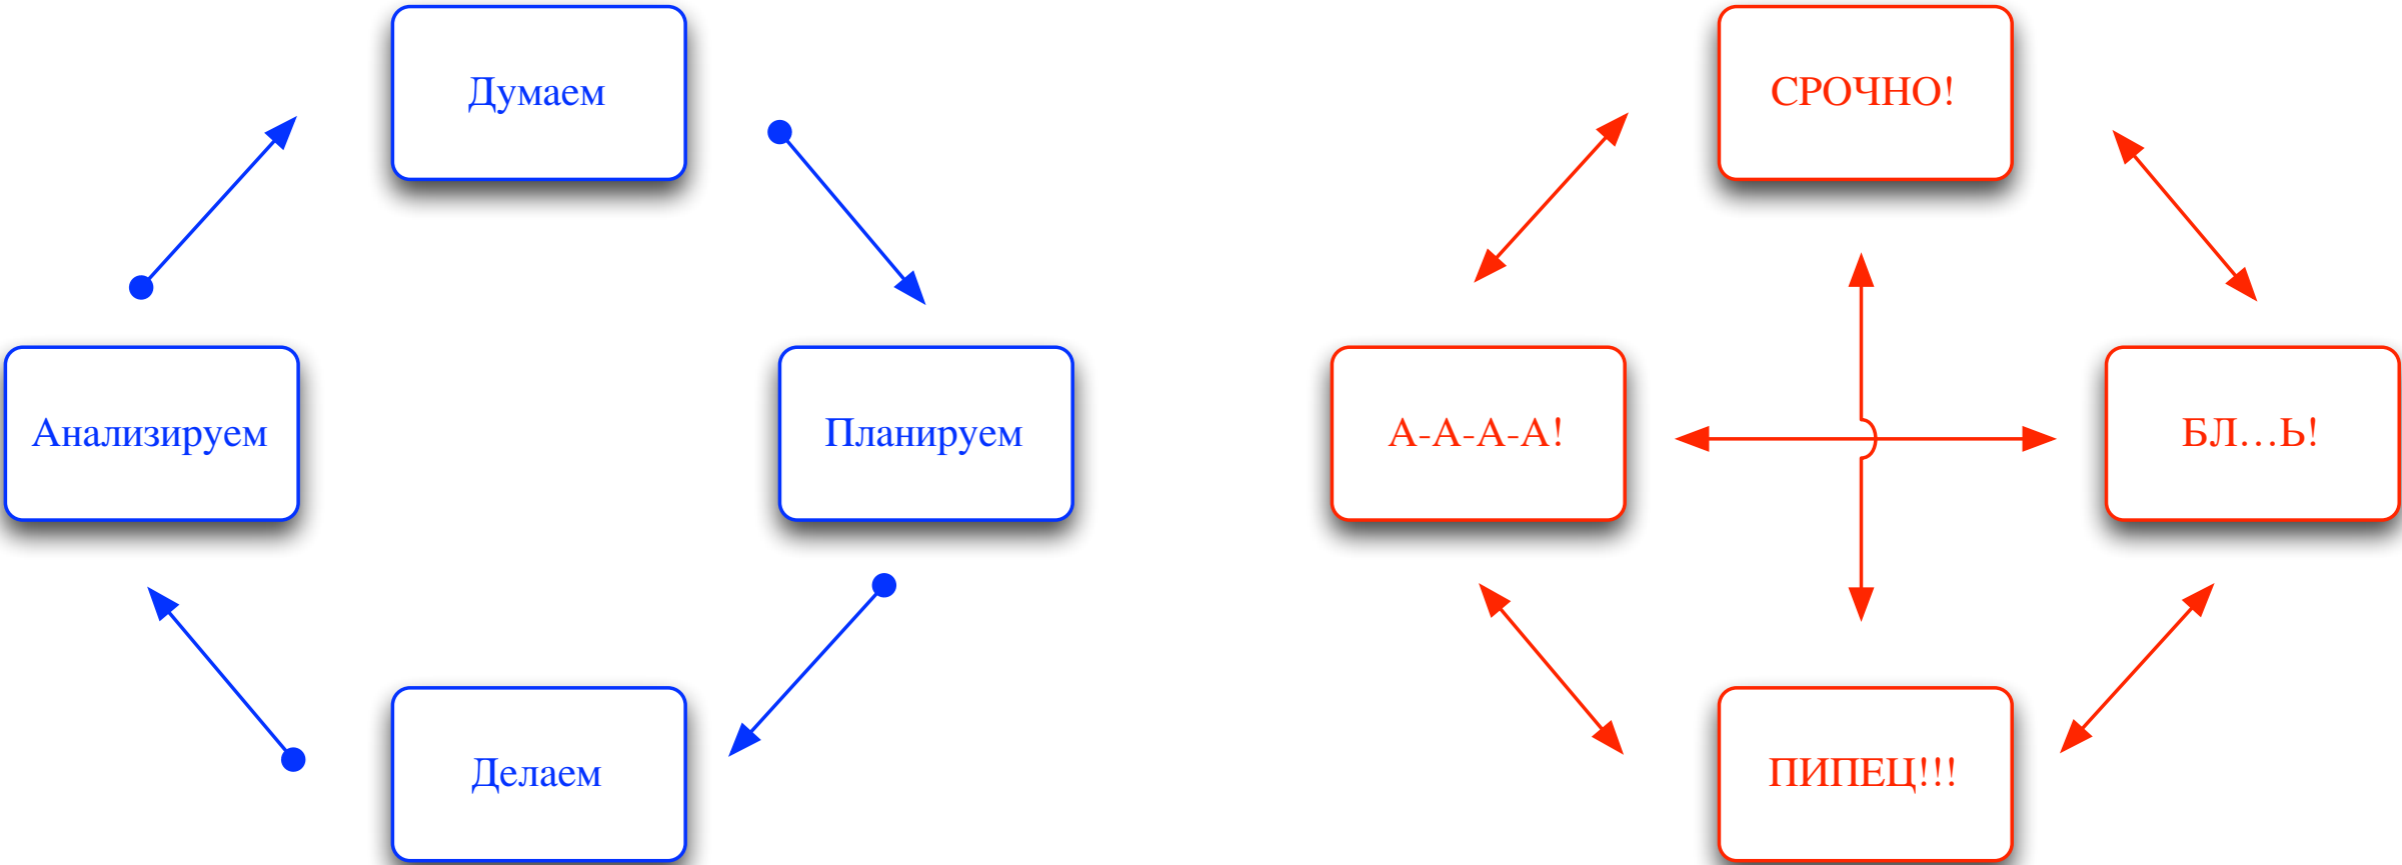 Думаем
СРОЧНО!
Анализируем
Планируем
А-А-А-А!
БЛ…Ь!
Делаем
ПИПЕЦ!!!